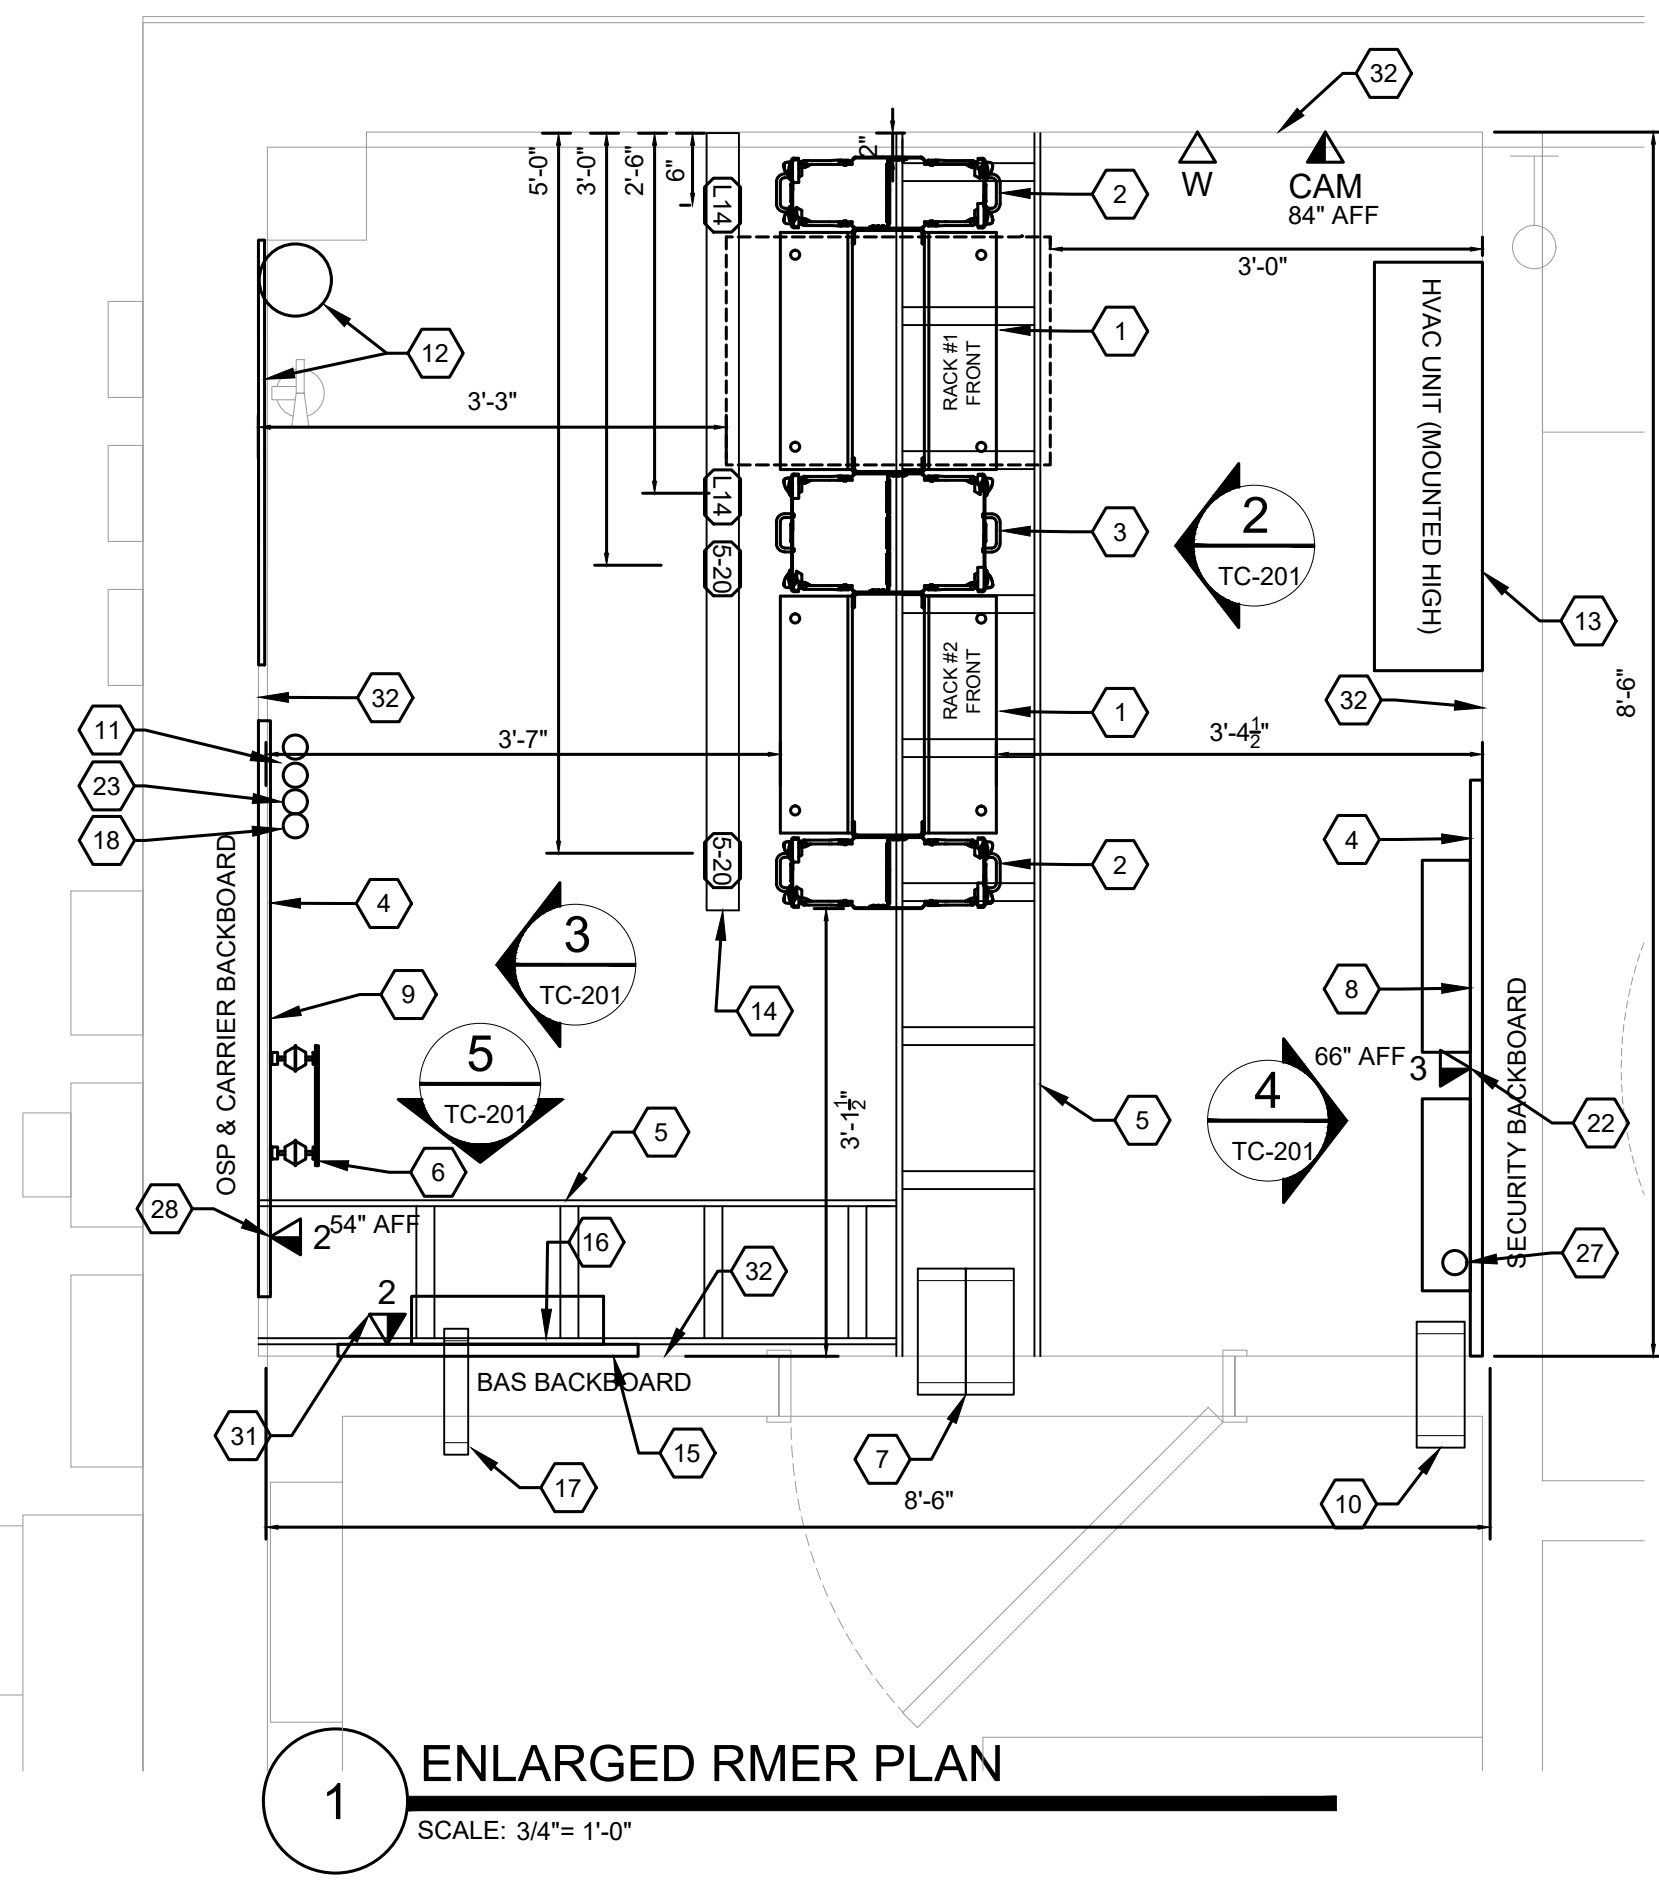 32
5'-0"
3'-0"
2'-6"
6"
2"
L14
2
W
CAM
84" AFF
3'-0"
12
3'-3"
RACK #1
FRONT
1
HVAC UNIT (MOUNTED HIGH)
L14
5-20
3
2
TC-201
13
32
11
23
18
3'-7"
RACK #2
FRONT
1
3'-4 1/2"
32
8'-6"
OSP & CARRIER BACKBOARD
4
5-20
2
4
3
TC-201
9
14
8
SECURITY BACKBOARD
5
TC-201
66" AFF
3
4
TC-201
22
5
3'-1 1/2"
5
6
28
2
54" AFF
16
32
27
2
BAS BACKBOARD
31
17
15
7
8'-6"
10
1
ENLARGED RMER PLAN
SCALE: 3/4"= 1'-0"